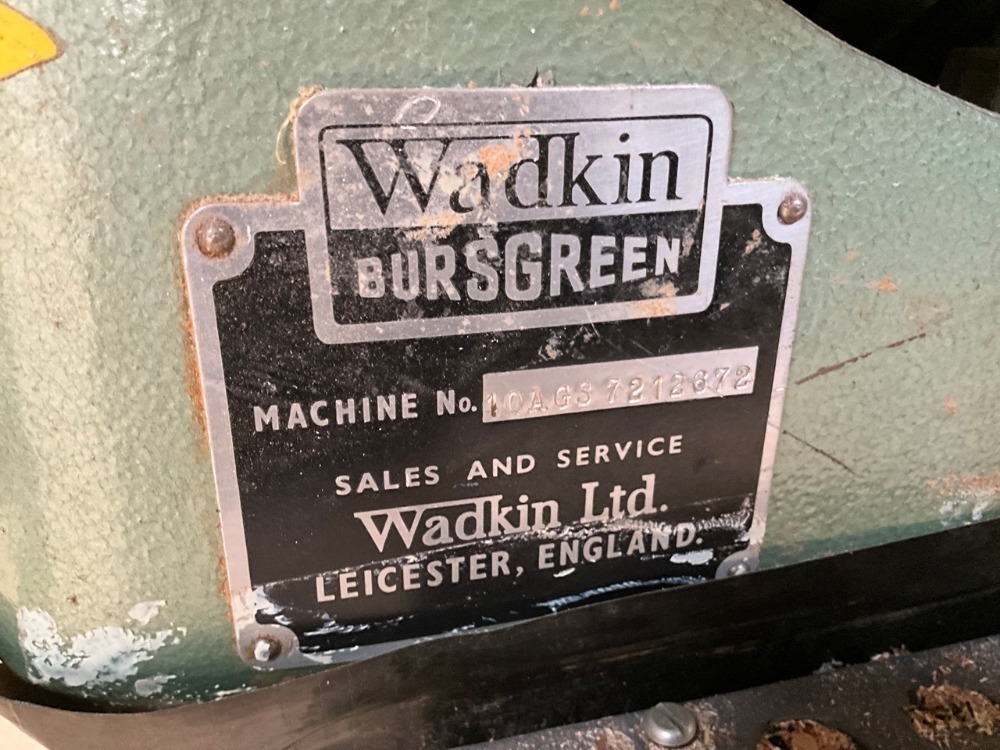 Wadkin
BURSGREEN
MACHINE No. 10AGS 7212672
SALES AND SERVICE
Wadkin Ltd.
LEICESTER, ENGLAND.